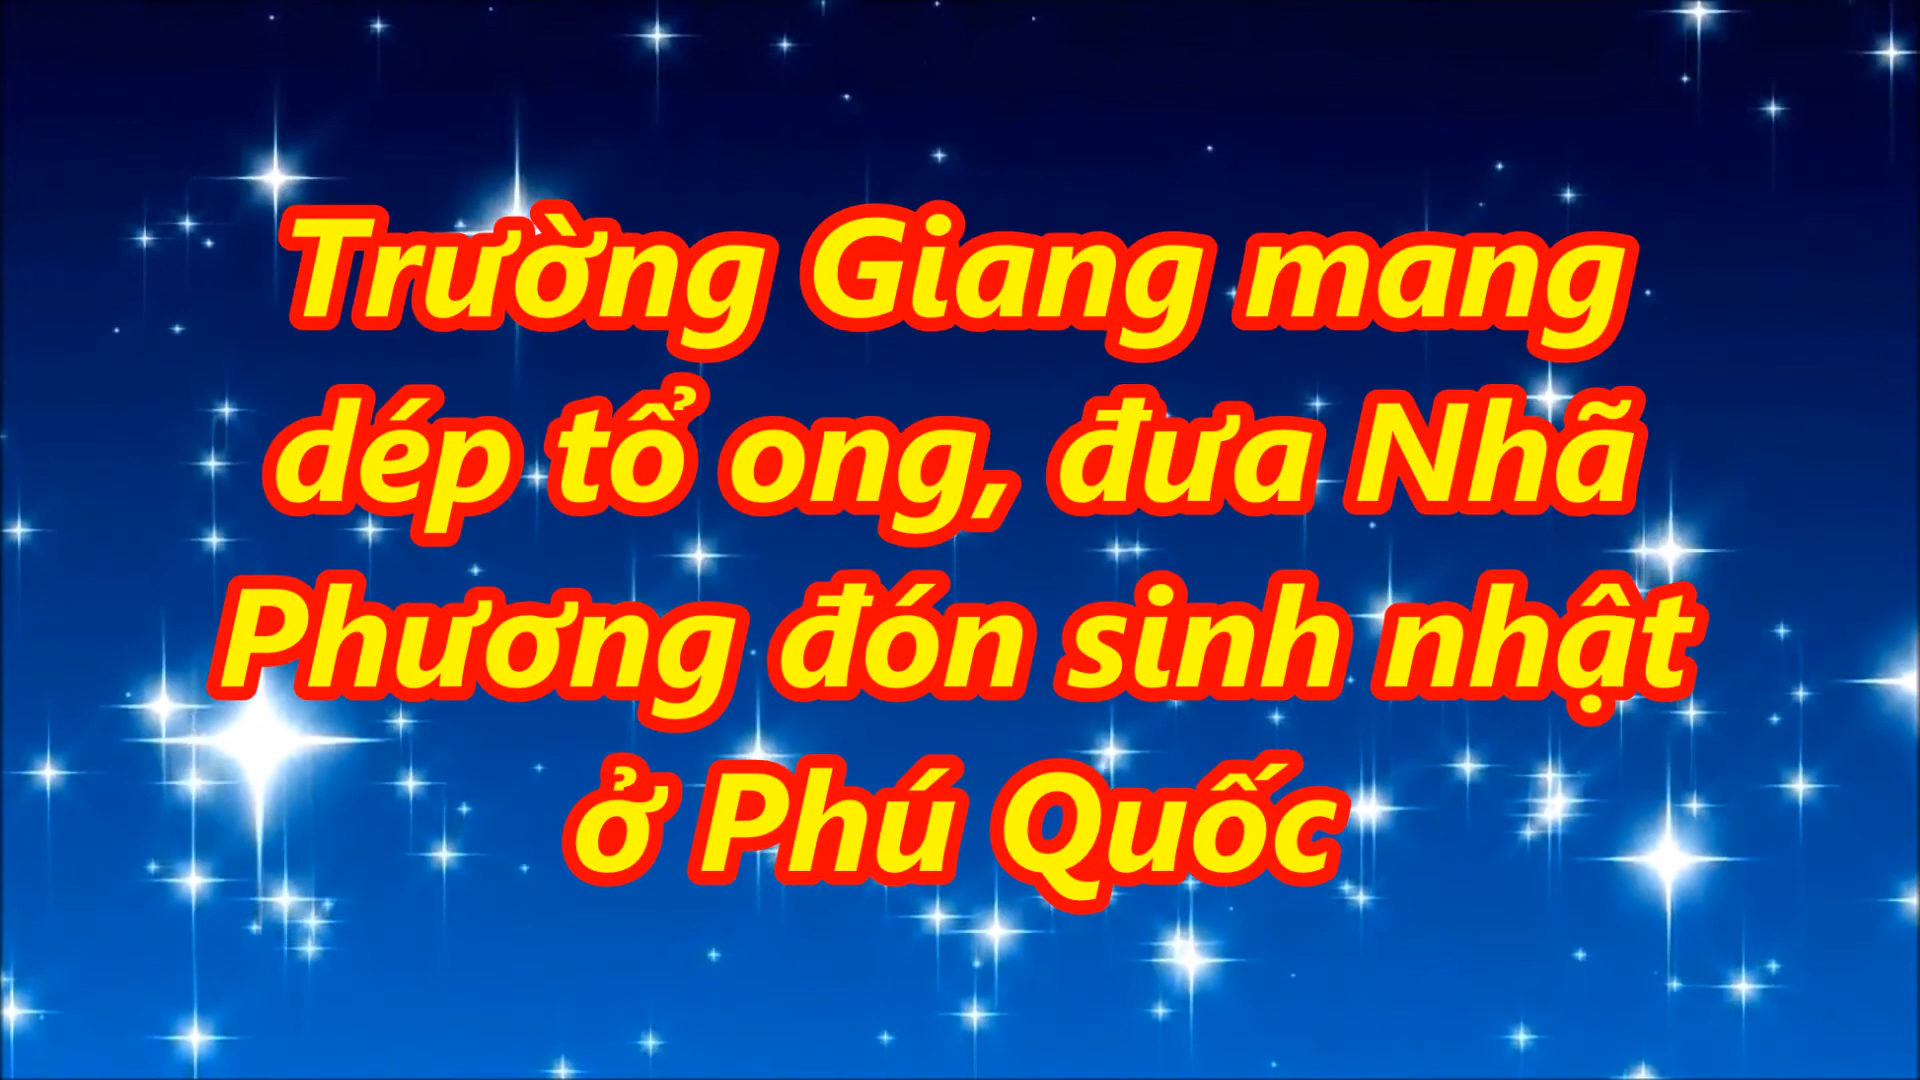 Trường Giang mang
dép tổ ong, đưa Nhã
Phương đón sinh nhật
ở Phú Quốc